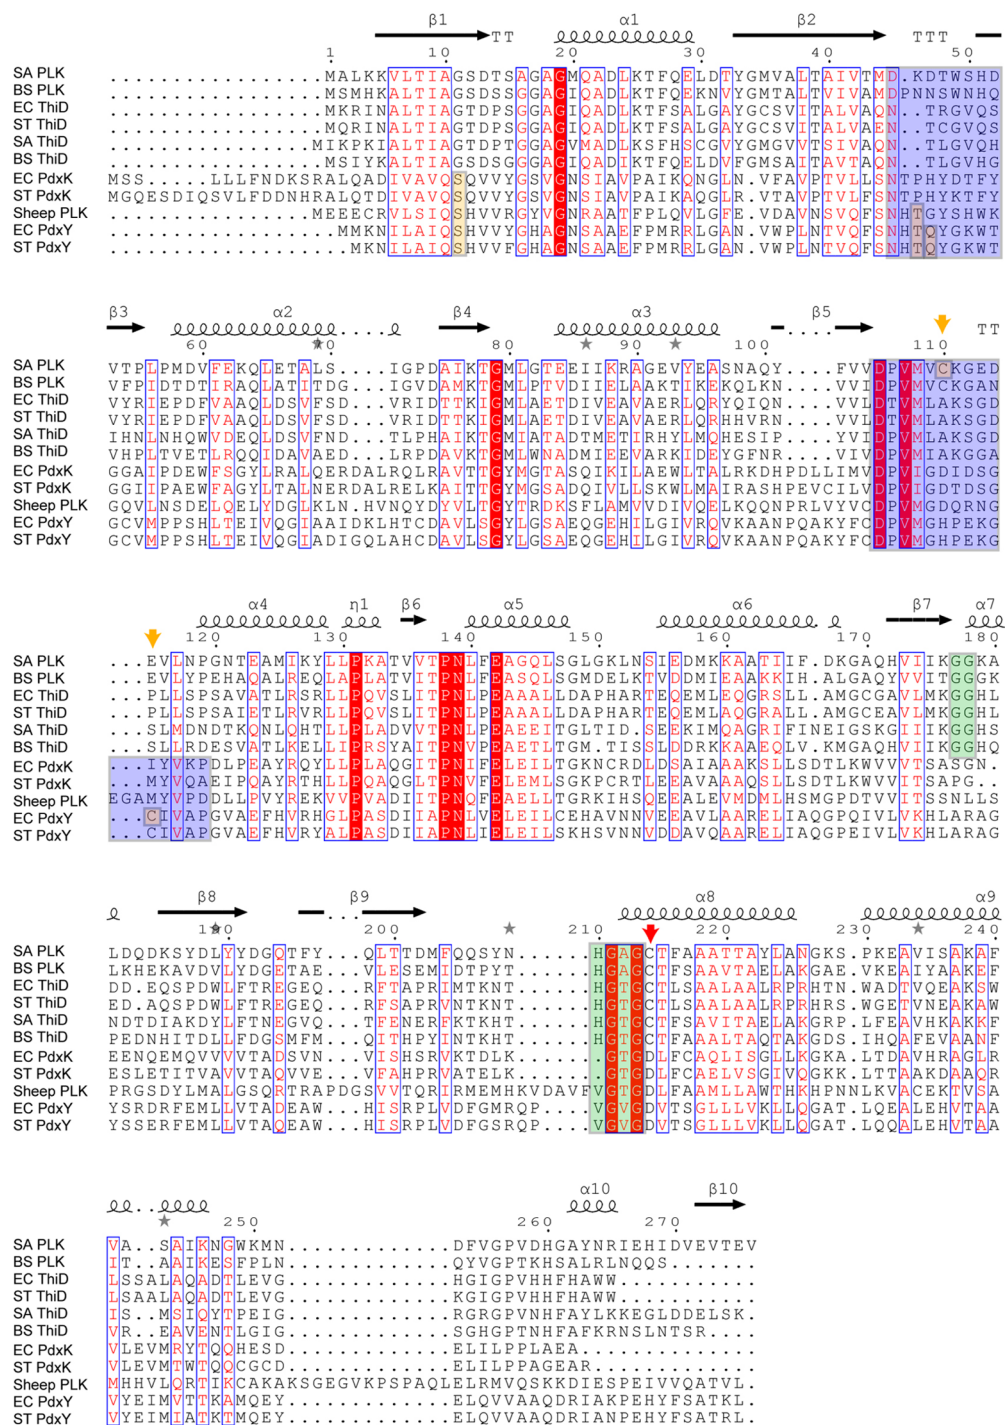 β1 TT α1 β2 TTT
1 10 20 30 40 50
SA PLK .................MALKKVLTIAGSDTSAGAGMQADLKTFQELDTYGMVALTAIVTMD.KDTWSHD
BS PLK .................MSMHKALTIAGSDSSGGAGIQADLKTFQEKNVYGMTALTVIVAMDPNNSWNHQ
EC ThiD .................MKRINALTIAGTDPSGGAGIQADLKTFSALGAYGCSVITALVAQN..TRGVQS
ST ThiD .................MQRINALTIAGTDPSGGAGIQADLKTFSALGAYGCSVITALVAEN..TCGVQS
SA ThiD .................MIKPKIALTIAGTDPTGGAGVMADLKSFHSCGVYGMGVVTSIVAQN..TLGVQH
BS ThiD .................MSIYKALTIAGSDSGGGAGIQADIKTFQELDVFGMSAITAVTAQN..TLGVHG
EC PdxK MSS.....LLLFNDKSRALQADIVAVQSQVVYGSVGNSIAVPAIKQNGLN.VFAVPTVLLSNTPHYDTFY
ST PdxK MGQESDIQSVLFDDNHRALQTDIVAVQSQVVYGSVGNSIAVPAIKAQGLR.VTAVPTVLFSNTPHYKTFY
Sheep PLK ...............MEEECRVLSIQSHVVRGYVGNRAATFPLQVLGFE.VDAVNSVQFSNHTGYSHWK
EC PdxY .................MMKNILAIQSHVVYGHAGNSAAEFPMRRLGAN.VWPLNTVQFSNHTQYGKWT
ST PdxY .................MKNILAIQSHVVFGHAGNSAAEFPMRRLGAN.VWPLNTVQFSNHTQYGKWT
β3 α2 β4 α3 β5 TT
60 70 80 90 100 110
SA PLK VTPLPMDVFEKQLETALS....IGPDAIKTGMLGTEEIIKRAGEVYEASNAQY....FVVDPVMVCKGED
BS PLK VFPIDTDTIRAQLATITDG...IGVDAMKTGMLPTVDIIELAAKTIKEKQLKN....VVIDPVMVCKGAN
EC ThiD VYRIEPDFVAAQLDSVFSD....VRIDTTKIGMLAETDIVEAVAERLQRYQIQN....VVLDTVMLAKSGD
ST ThiD VYRIEPDFVAAQLDSVFSD....VRIDTTKIGMLAETDIVEAVAERLQRHHVRN....VVLDTVMLAKSGD
SA ThiD IHNLNHQWVDEQLDSVFND....TLPHAIKTGMIATADTMETIRHYLMQHESIP....YVIDPVMLAKSGD
BS ThiD VHPLTVETLRQQIDAVAED....LRPDAVKTGMLWNADMIEEVARKIDEYGFNR....VIVDPVMIAKGGA
EC PdxK GGAIPDEWFSGYLRALQERDALRQLRAVTTGYMGTASQIKILAEWLTALRKDHPDLLIMVDPVIGDIDSG
ST PdxK GGIIPAEWFAGYLTALNERDALRELKAITTGYMGSADQIVLLSKWLMAIRASHPEVCILVDPVIGDTDSG
Sheep PLK GQVLNSDELQELYDGLKLN.HVNQYDYVLTGYTRDKSFLAMVVDIVQELKQQNPRLVYVCDPVMGDQRNG
EC PdxY GCVMPPSHLTEIVQGIAAIDKLHTCDAVLSGYLGSAEQGEHILGIVRQVKAANPQAKYFCDPVMGHPEKG
ST PdxY GCVMPPSHLTEIVQGIADIGQLAHCDAVLSGYLGSAEQGEHILGIVRQVKAANPQAKYFCDPVMGHPEKG
α4 η1 β6 α5 α6 β7 α7
120 130 140 150 160 170 180
SA PLK ...EVLNPGNTEAMIKYLLPKATVVTPNLFEAGQLSGLGKLNSIEDMKKAATIIF.DKGAQHVIIKGGKA
BS PLK ...EVLYPEHAQALREQLAPLATVITPNLFEASQLSGMDELKTVDDMIEAAKKIH.ALGAQYVVITGGGK
EC ThiD ...PLLSPSAVATLRSRLLPQVSLITPNLPEAAALLDAPHARTEQEMLEQGRSLL.AMGCGAVLMKGGHL
ST ThiD ...PLLSPSAIETLRVRLLPQVSLITPNLPEAAALLDAPHARTEQEMLAQGRALL.AMGCEAVLMKGGHL
SA ThiD ...SLMDNDTKQNLQHTLLPLADVVTPNLPEAEEITGLTID.SEEKIMQAGRIFINEIGSKGVIIKGGHS
BS ThiD ...SLLRDESVATLKELLIPRSYAITPNVPEAETLTGM.TISSLDDRKKAAEQLV.KMGAQHVIIKGGHQ
EC PdxK ...IYVKPDLPEAYRQYLLPLAQGITPNIFELEILTGKNCRDLDSAIAAAKSLLSDTLKWVVVTSASGN.
ST PdxK ...MYVQAEIPQAYRTHLLPQAQGLTPNVFELEMLSGKPCRTLEEAVAAAQSLLSDTLKWVVITSAPG..
Sheep PLK EGAMYVPDDLLPVYREKVVPVADIITPNQFEAELLTGRKIHSQEEALEVMDMLHSMGPDTVVITSSNLLS
EC PdxY ...CIVAPGVAEFHVRHGLPASDIIAPNLVELEILCEHAVNNVEEAVLAARELIAQGPQIVLVKHLARAG
ST PdxY ...CIVAPGVAEFHVRYALPASDIIAPNLIELEILSKHSVNNVDDAVQAARELIAQGPEIVLVKHLARAG
β8 β9 α8 α9
190 200 210 220 230 240
SA PLK LDQDKSYDLYYDGQTFY...QLTTDMFQQSYN......HGAGCTFAAATTAYLANGKS.PKEAVISAKAF
BS PLK LKHEKAVDVLYDGETAE...VLESEMIDTPYT......HGAGCTFSAAVTAELAKGAE.VKEAIYAAKEF
EC ThiD .DDEQSPDWLFTREGEQ...RFTAPRIMTKNT......HGTGCTLSAALAALRPRHTN.WADTVQEAKSW
ST ThiD .ED.AQSPDWLFTREGEQ..RFSAPRVNTKNT......HGTGCTLSAALAALRPRHRS.WGETVNEAKAW
SA ThiD NDTDIAKDYLFTNEGVQ...TFENERFKTKHT......HGTGCTFSAVITAELAKGRP.LFEAVHKAKKF
BS ThiD PEDNHITDLLFDGSMFM...QITHPYINTKNT......HGTGCTFAAALTAQTAKGDS.IHQAFEVAANF
EC PdxK EENQEMQVVVVTADSVN...VISHSRVKTDLK......GTGDLFCAQLISGLLKGKA.LTDAVHRAGLR
ST PdxK ESLETITVAVVTAQVVE...VFAHPRVATELK......GTGDLFCAELVSGIVQGKK.LTTAAKDAAQR
Sheep PLK PRGSDYLMALGSQRTRAPDGSVVTQRIRMEMHKVDAVFVGTGDLFAAMLLAWTHKHPNNLKVACEKTVSA
EC PdxY YSRDRFEMLLVTADEAW...HISRPLVDFGMRQP....VGVGDVTSGLLLVKLLQGAT.LQEALEHVTAA
ST PdxY YSSERFEMLLVTAQEAW...HISRPLVDFGSRQP....VGVGDVTSGLLLVKLLQGAT.LQQALEHVTAA
α10 β10
250 260 270
SA PLK VA..SAIKNGWKMN.............DFVGPVDHGAYNRIEHIDVEVTEV
BS PLK IT..AAIKESFPLN.............QYVGPTKHSALRLNQQS.......
EC ThiD LSSALAQADTLEVG.............HGIGPVHHFHAWW...........
ST ThiD LSAALAQADTLEVG.............HGIGPVHHFHAWW...........
SA ThiD IS..MSIQYTPEIG.............RGRGPVNHFAYLKKEGLDDELSK.
BS ThiD VR..EAVENTLGIG.............SGHGPTNHFAFKRNSLNTSR....
EC PdxK VLEVMRYTQQHESD.............ELILPPLAEA..............
ST PdxK VLEVMTWTQQCGCD.............ELILPPAGEAR.............
Sheep PLK MHHVLQRTIKCAKAKSGEGVKPSPAQLELRMVQSKKDIESPEIVVQATVL.
EC PdxY VYEIMVTTKAMQEY.............ELQVVAAQDRIAKPEHYFSATKL.
ST PdxY VYEIMIATKTMQEY.............ELQVVAAQDRIANPEHYFSATRL.